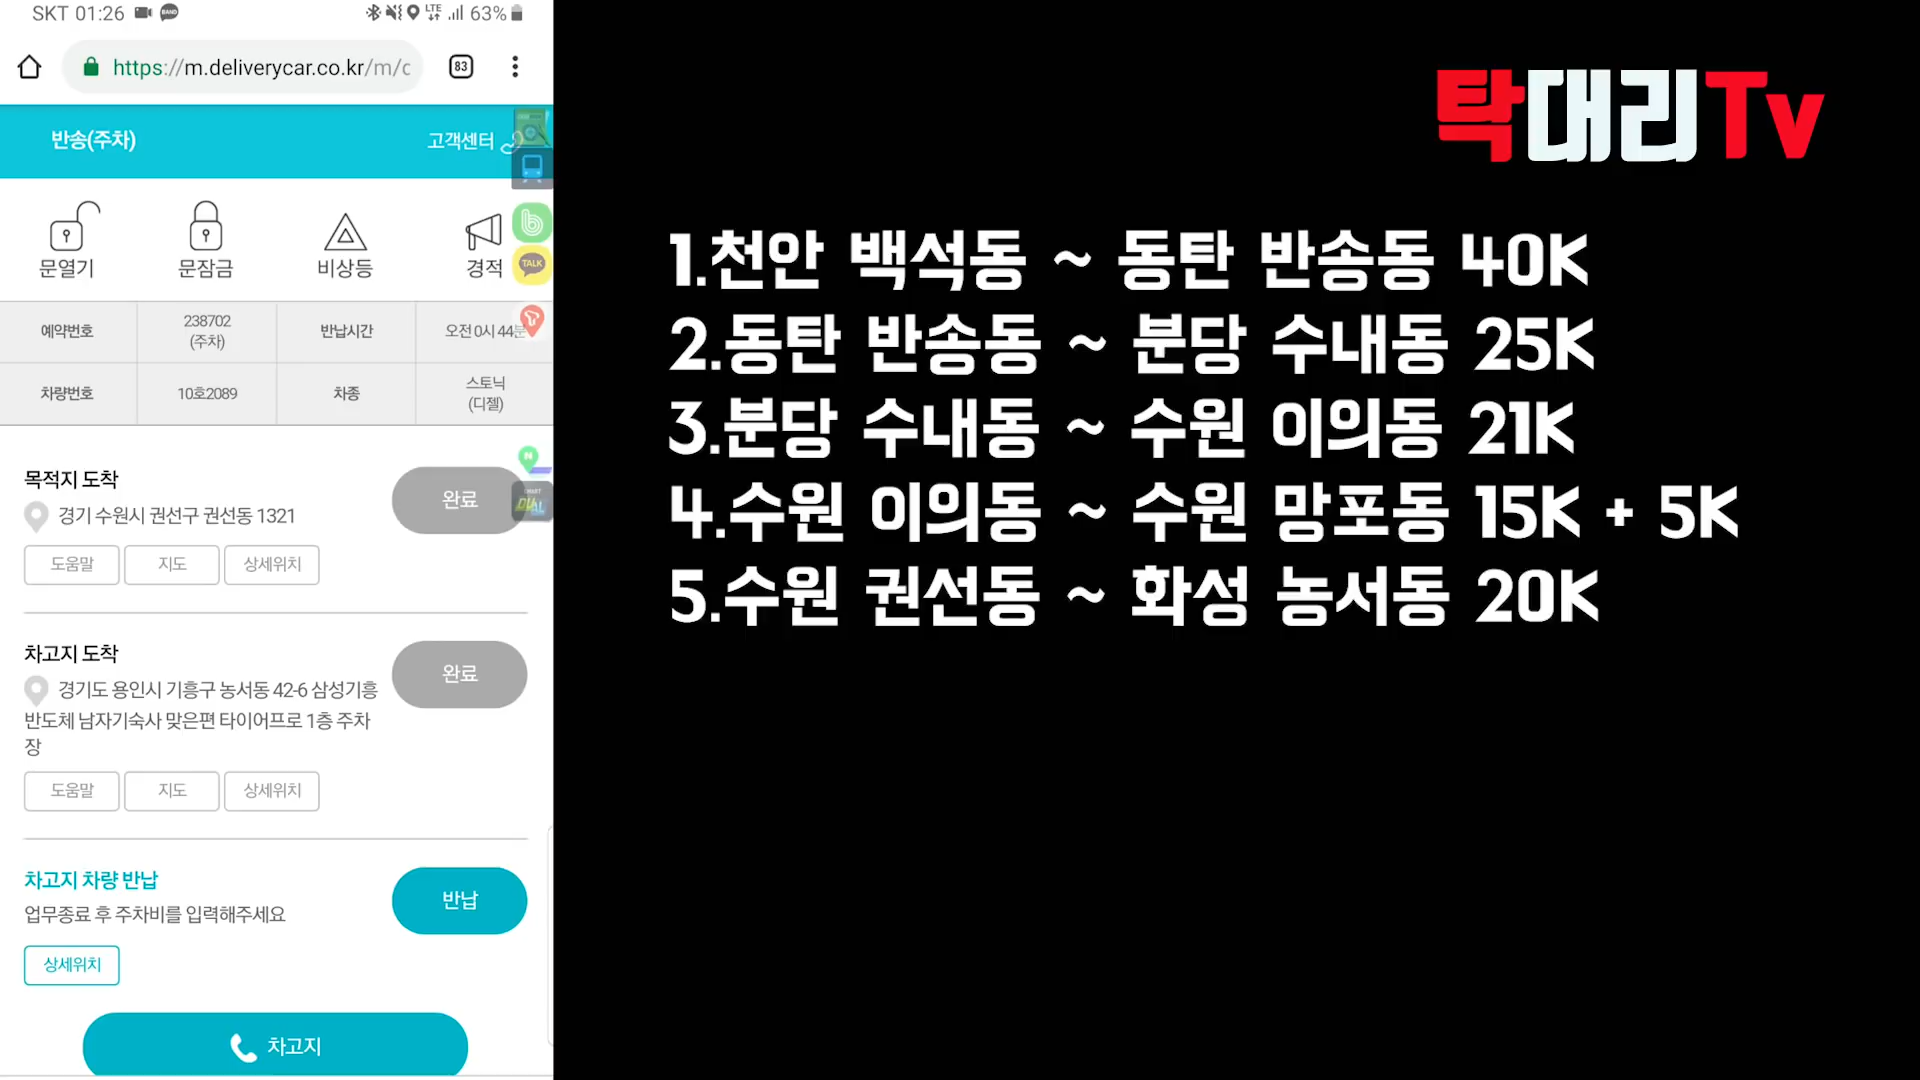 SKT 01:26
BAND
LTE
63%
https://m.deliverycar.co.kr/m/c
83
반송(주차)
고객센터
문열기
문잠금
비상등
경적
TALK
예약번호
238702
(주차)
반납시간
오전 0시 44분
차량번호
10호2089
차종
스토닉
(디젤)
목적지 도착
완료
경기 수원시 권선구 권선동 1321
도움말
지도
상세위치
차고지 도착
완료
경기도 용인시 기흥구 농서동 42-6 삼성기흥
반도체 남자기숙사 맞은편 타이어프로 1층 주차
장
도움말
지도
상세위치
차고지 차량 반납
반납
업무종료 후 주차비를 입력해주세요
상세위치
차고지
탁대리Tv
1.천안 백석동 ~ 동탄 반송동 40K
2.동탄 반송동 ~ 분당 수내동 25K
3.분당 수내동 ~ 수원 이의동 21K
4.수원 이의동 ~ 수원 망포동 15K + 5K
5.수원 권선동 ~ 화성 농서동 20K